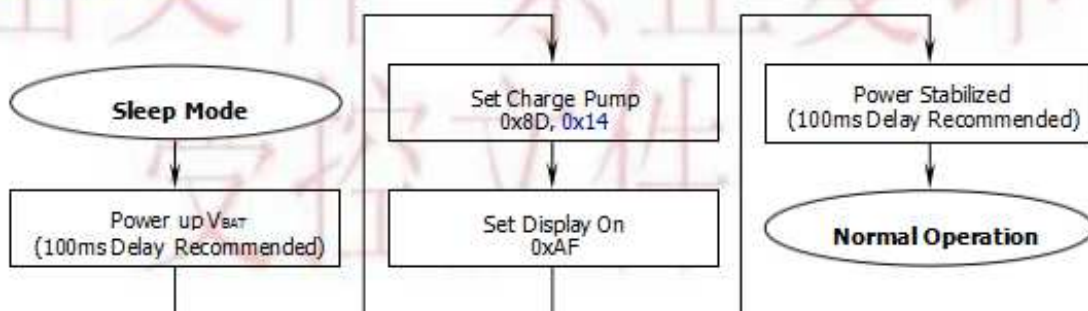 Sleep Mode
Power up VBAT
(100ms Delay Recommended)
Set Charge Pump
0x8D, 0x14
Set Display On
0xAF
Power Stabilized
(100ms Delay Recommended)
Normal Operation